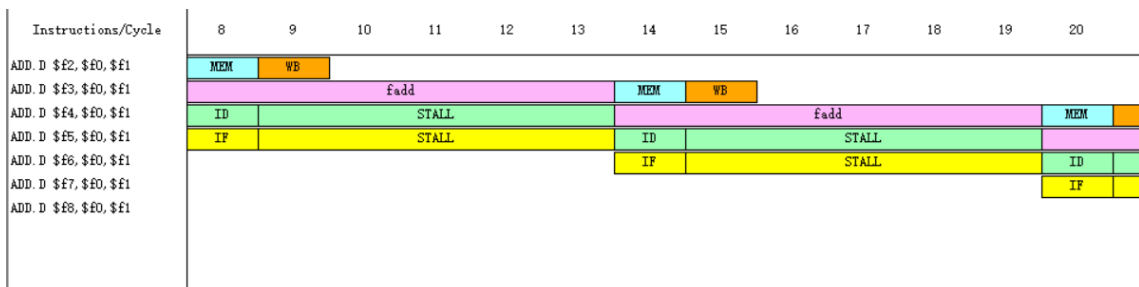 Instructions/Cycle 8 9 10 11 12 13 14 15 16 17 18 19 20
ADD.D $f2,$f0,$f1 MEM WB
ADD.D $f3,$f0,$f1 fadd MEM WB
ADD.D $f4,$f0,$f1 ID STALL fadd MEM
ADD.D $f5,$f0,$f1 IF STALL ID STALL
ADD.D $f6,$f0,$f1 IF STALL ID
ADD.D $f7,$f0,$f1 IF
ADD.D $f8,$f0,$f1